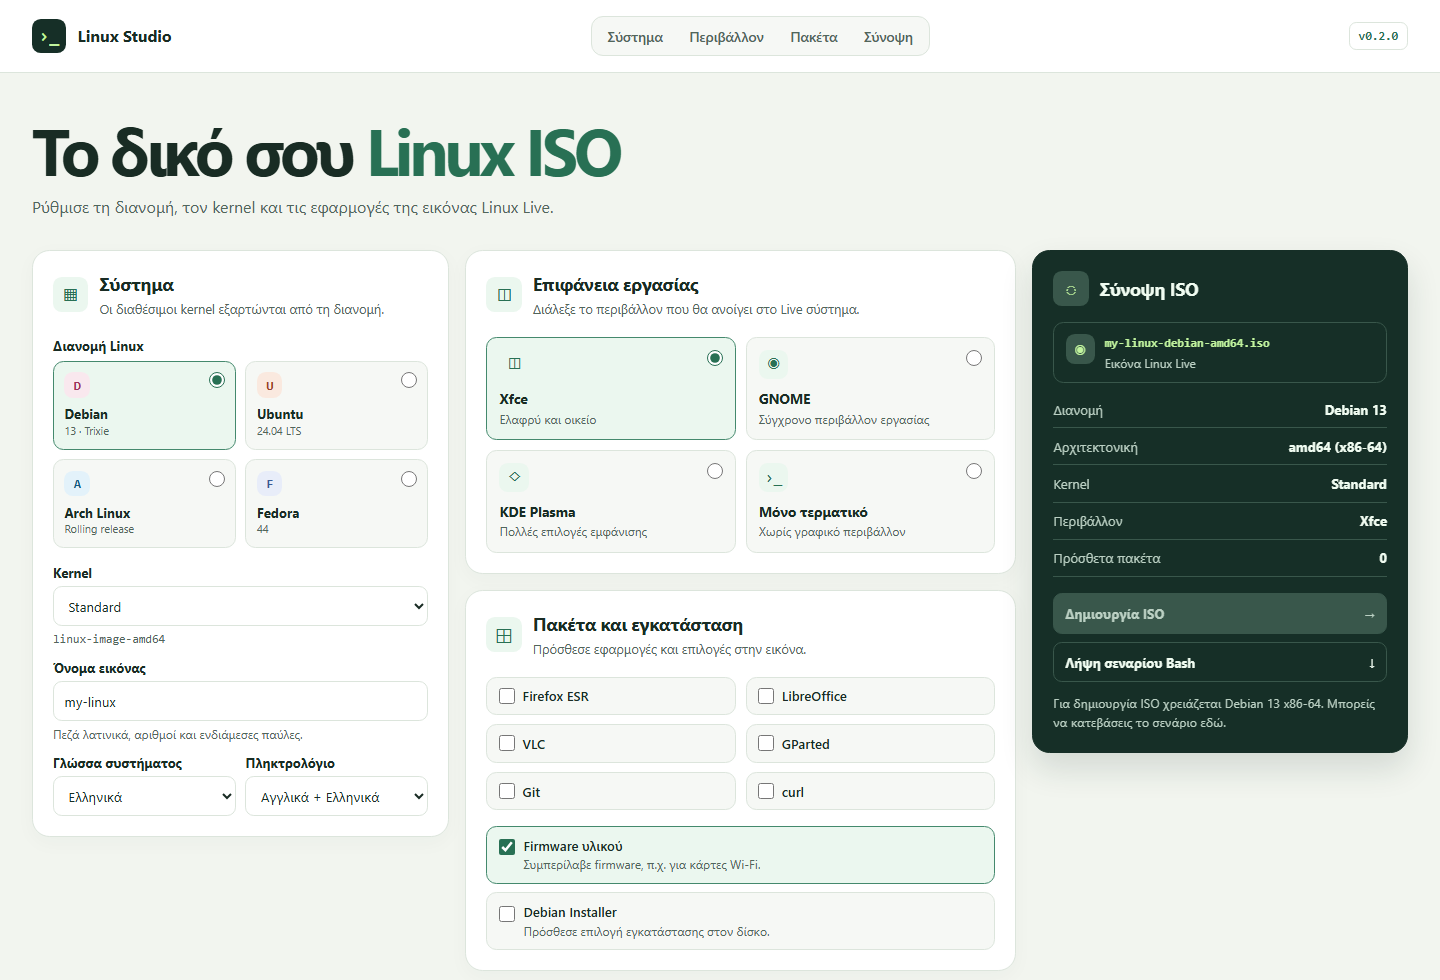 Linux Studio
Σύστημα
Περιβάλλον
Πακέτα
Σύνοψη
v0.2.0
Το δικό σου Linux ISO
Ρύθμισε τη διανομή, τον kernel και τις εφαρμογές της εικόνας Linux Live.
Σύστημα
Οι διαθέσιμοι kernel εξαρτώνται από τη διανομή.
Διανομή Linux
D
Debian
13 · Trixie
U
Ubuntu
24.04 LTS
A
Arch Linux
Rolling release
F
Fedora
44
Kernel
Standard
linux-image-amd64
Όνομα εικόνας
my-linux
Πεζά λατινικά, αριθμοί και ενδιάμεσες παύλες.
Γλώσσα συστήματος
Ελληνικά
Πληκτρολόγιο
Αγγλικά + Ελληνικά
Επιφάνεια εργασίας
Διάλεξε το περιβάλλον που θα ανοίγει στο Live σύστημα.
Xfce
Ελαφρύ και οικείο
GNOME
Σύγχρονο περιβάλλον εργασίας
KDE Plasma
Πολλές επιλογές εμφάνισης
Μόνο τερματικό
Χωρίς γραφικό περιβάλλον
Πακέτα και εγκατάσταση
Πρόσθεσε εφαρμογές και επιλογές στην εικόνα.
Firefox ESR
LibreOffice
VLC
GParted
Git
curl
Firmware υλικού
Συμπερίλαβε firmware, π.χ. για κάρτες Wi-Fi.
Debian Installer
Πρόσθεσε επιλογή εγκατάστασης στον δίσκο.
Σύνοψη ISO
my-linux-debian-amd64.iso
Εικόνα Linux Live
Διανομή Debian 13
Αρχιτεκτονική amd64 (x86-64)
Kernel Standard
Περιβάλλον Xfce
Πρόσθετα πακέτα 0
Δημιουργία ISO →
Λήψη σεναρίου Bash ↓
Για δημιουργία ISO χρειάζεται Debian 13 x86-64. Μπορείς
να κατεβάσεις το σενάριο εδώ.